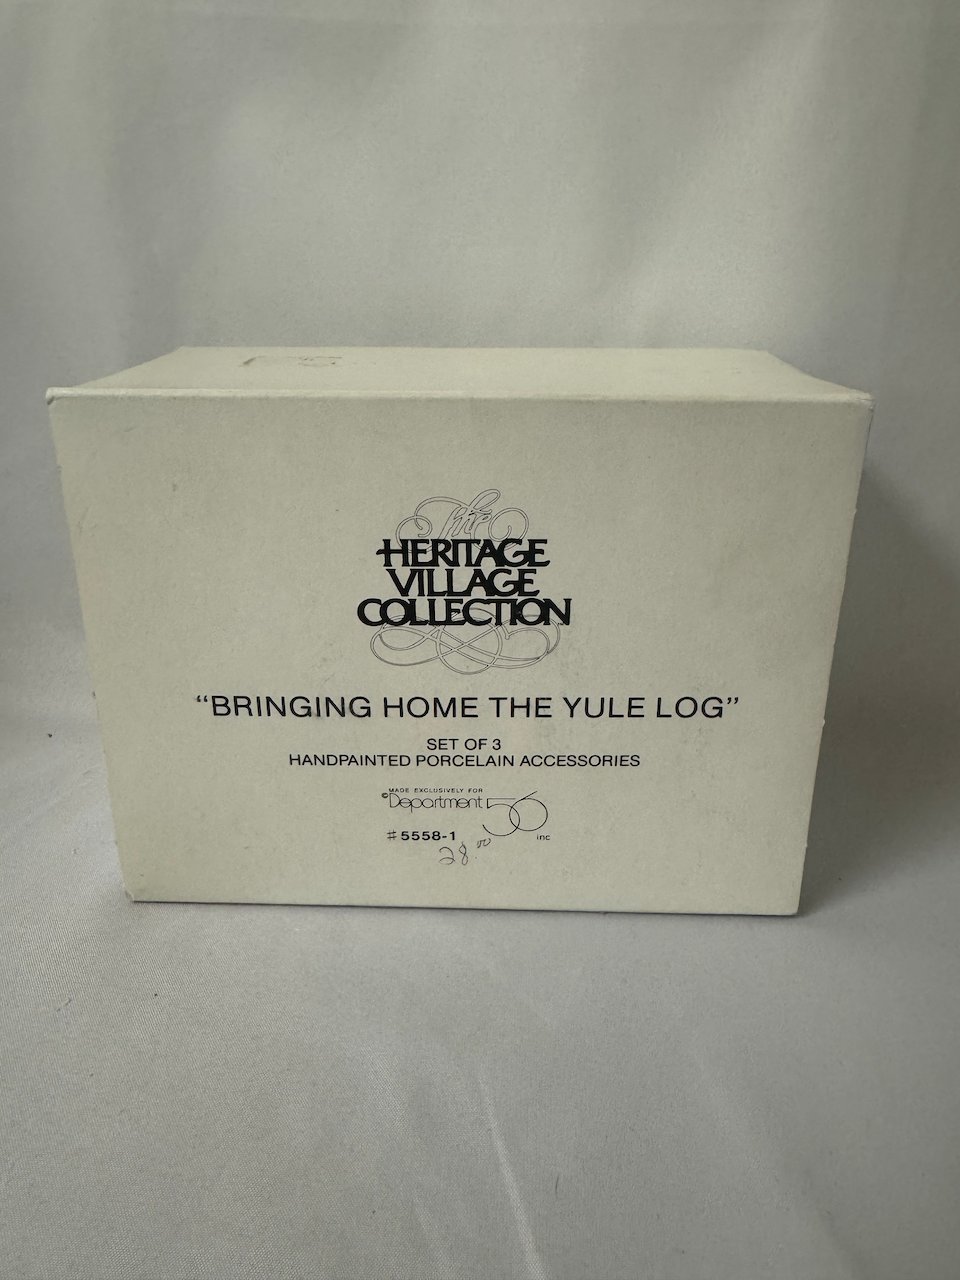 The
HERITAGE
VILLAGE
COLLECTION
"BRINGING HOME THE YULE LOG"
SET OF 3
HANDPAINTED PORCELAIN ACCESSORIES
MADE EXCLUSIVELY FOR
©Department 56
inc
#5558-1
28.00